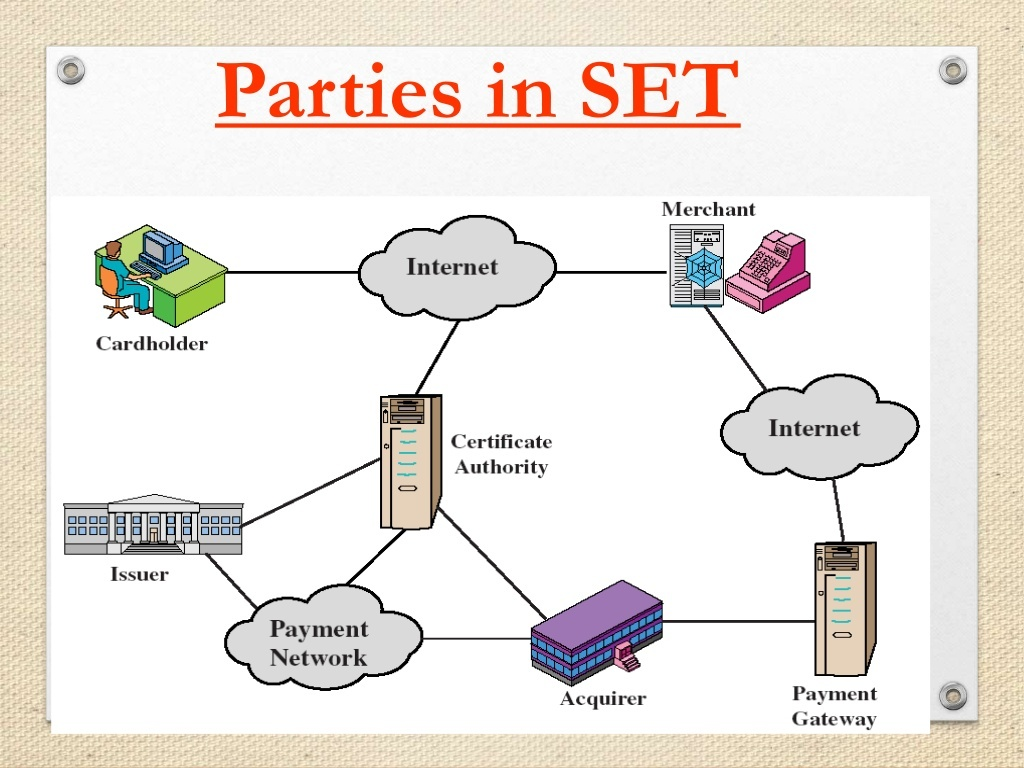 Parties in SET
Merchant
Internet
Cardholder
Internet
Certificate
Authority
Issuer
Payment
Network
Acquirer
Payment
Gateway